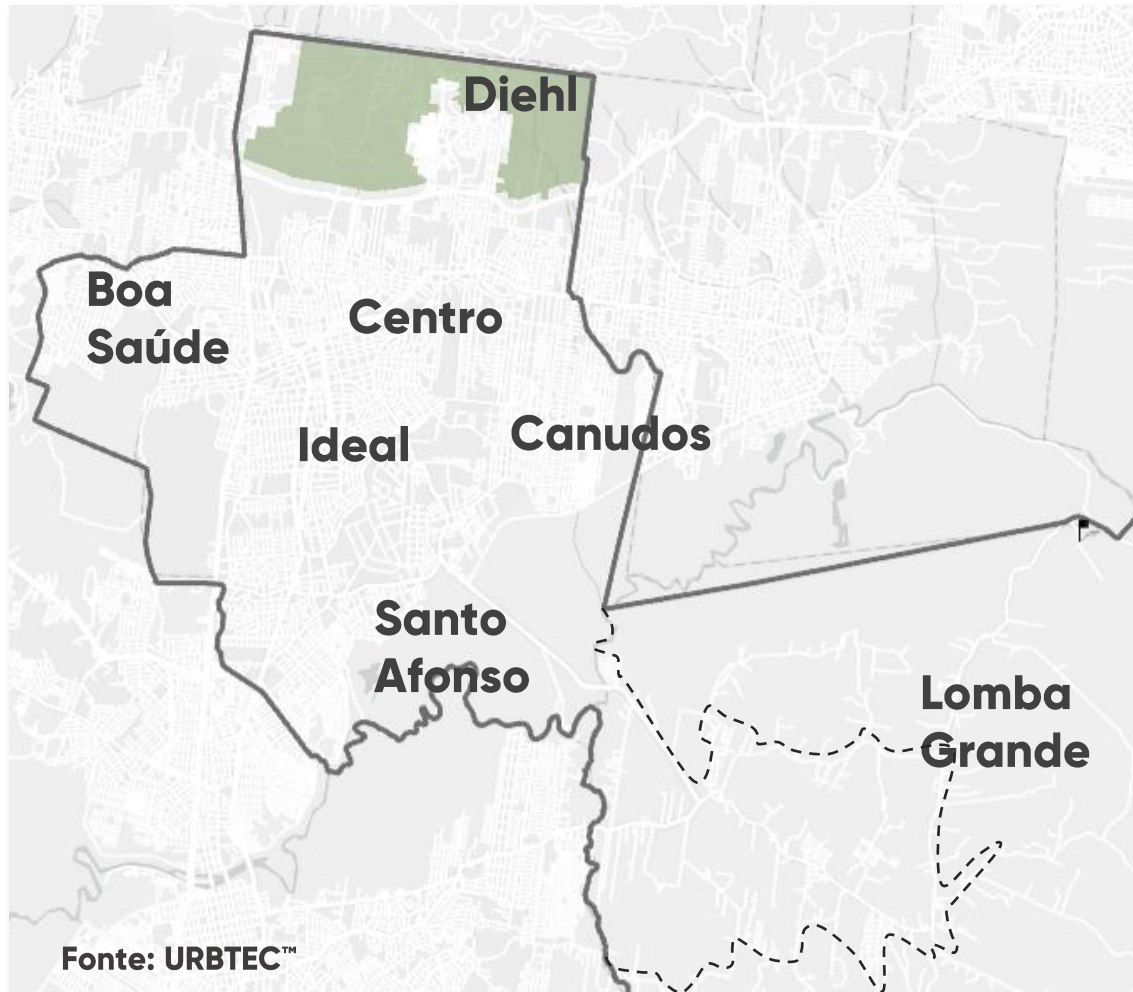 Diehl
Boa
Saúde
Centro
Ideal
Canudos
Santo
Afonso
Lomba
Grande
Fonte: URBTEC™